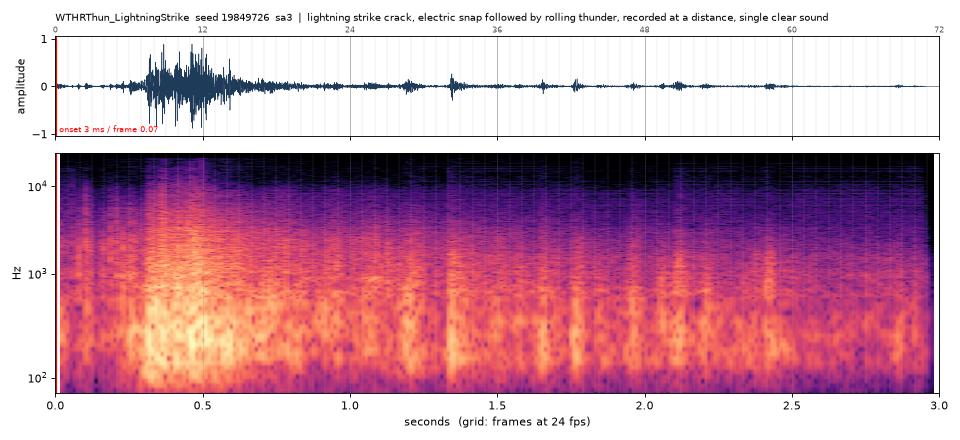 WTHRThun_LightningStrike  seed 19849726  sa3  |  lightning strike crack, electric snap followed by rolling thunder, recorded at a distance, single clear sound
0 12 24 36 48 60 72
amplitude
1
0
−1
onset 3 ms / frame 0.07
Hz
10⁴
10³
10²
0.0 0.5 1.0 1.5 2.0 2.5 3.0
seconds  (grid: frames at 24 fps)